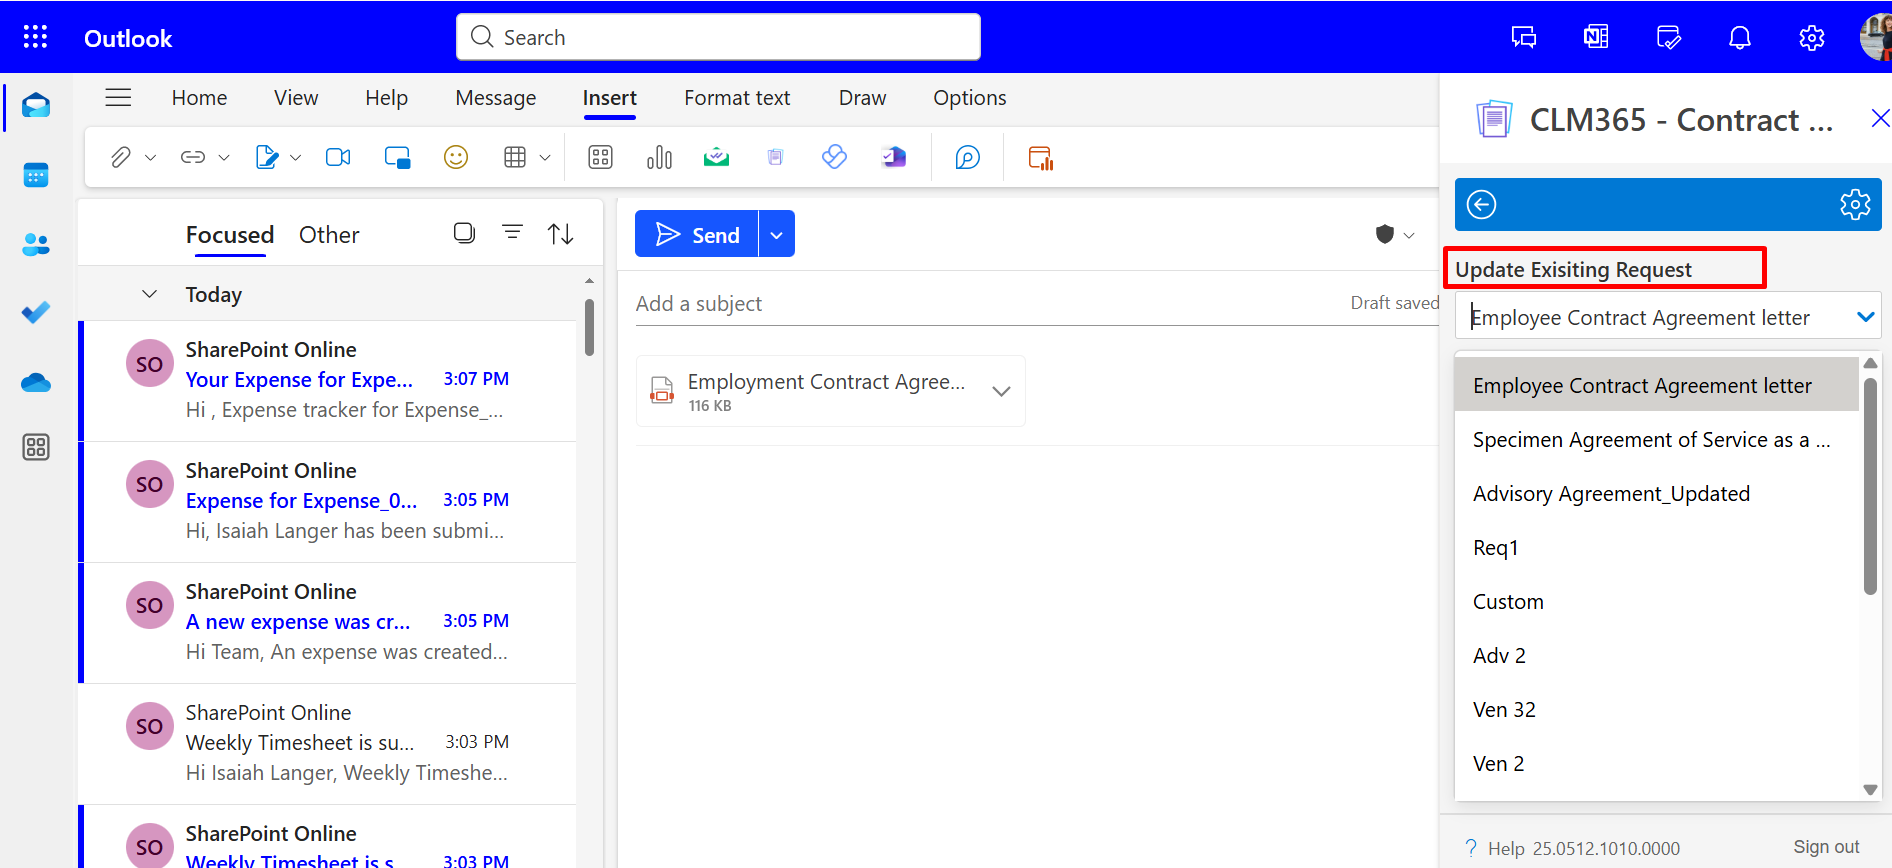 Outlook
Search
Home View Help Message Insert Format text Draw Options
CLM365 - Contract ...
Focused Other
Send
Today
Update Exisiting Request
Add a subject
Draft saved
Employee Contract Agreement letter
SO
SharePoint Online
Your Expense for Expe... 3:07 PM
Hi , Expense tracker for Expense_...
Employment Contract Agree...
116 KB
Employee Contract Agreement letter
Specimen Agreement of Service as a ...
Advisory Agreement_Updated
Req1
Custom
Adv 2
Ven 32
Ven 2
SO
SharePoint Online
Expense for Expense_0... 3:05 PM
Hi, Isaiah Langer has been submi...
SO
SharePoint Online
A new expense was cr... 3:05 PM
Hi Team, An expense was created...
SO
SharePoint Online
Weekly Timesheet is su... 3:03 PM
Hi Isaiah Langer, Weekly Timeshe...
SO
SharePoint Online
Weekly Timesheet is s... 3:03 PM
? Help 25.0512.1010.0000
Sign out